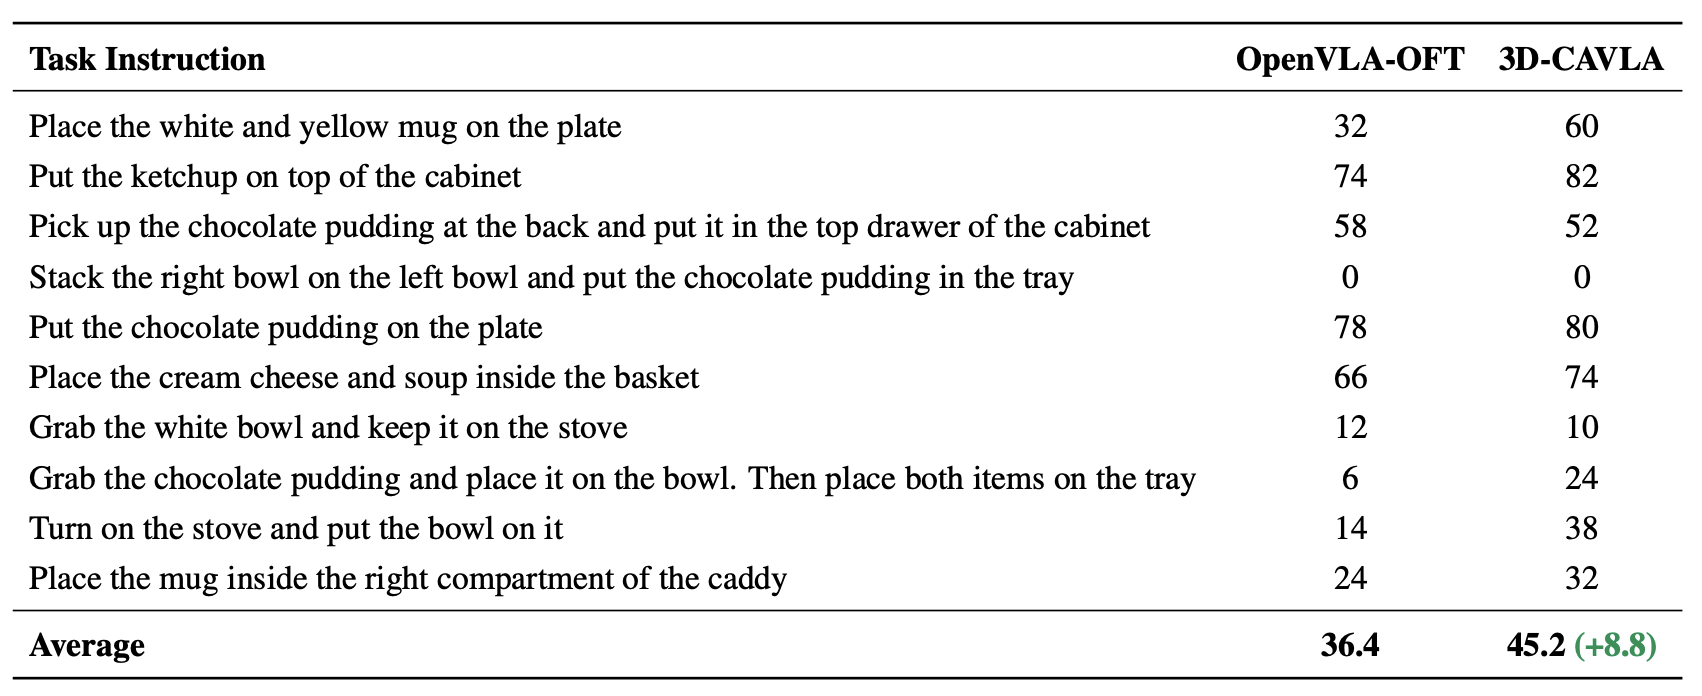 Task Instruction OpenVLA-OFT 3D-CAVLA
Place the white and yellow mug on the plate 32 60
Put the ketchup on top of the cabinet 74 82
Pick up the chocolate pudding at the back and put it in the top drawer of the cabinet 58 52
Stack the right bowl on the left bowl and put the chocolate pudding in the tray 0 0
Put the chocolate pudding on the plate 78 80
Place the cream cheese and soup inside the basket 66 74
Grab the white bowl and keep it on the stove 12 10
Grab the chocolate pudding and place it on the bowl. Then place both items on the tray 6 24
Turn on the stove and put the bowl on it 14 38
Place the mug inside the right compartment of the caddy 24 32
Average 36.4 45.2 (+8.8)